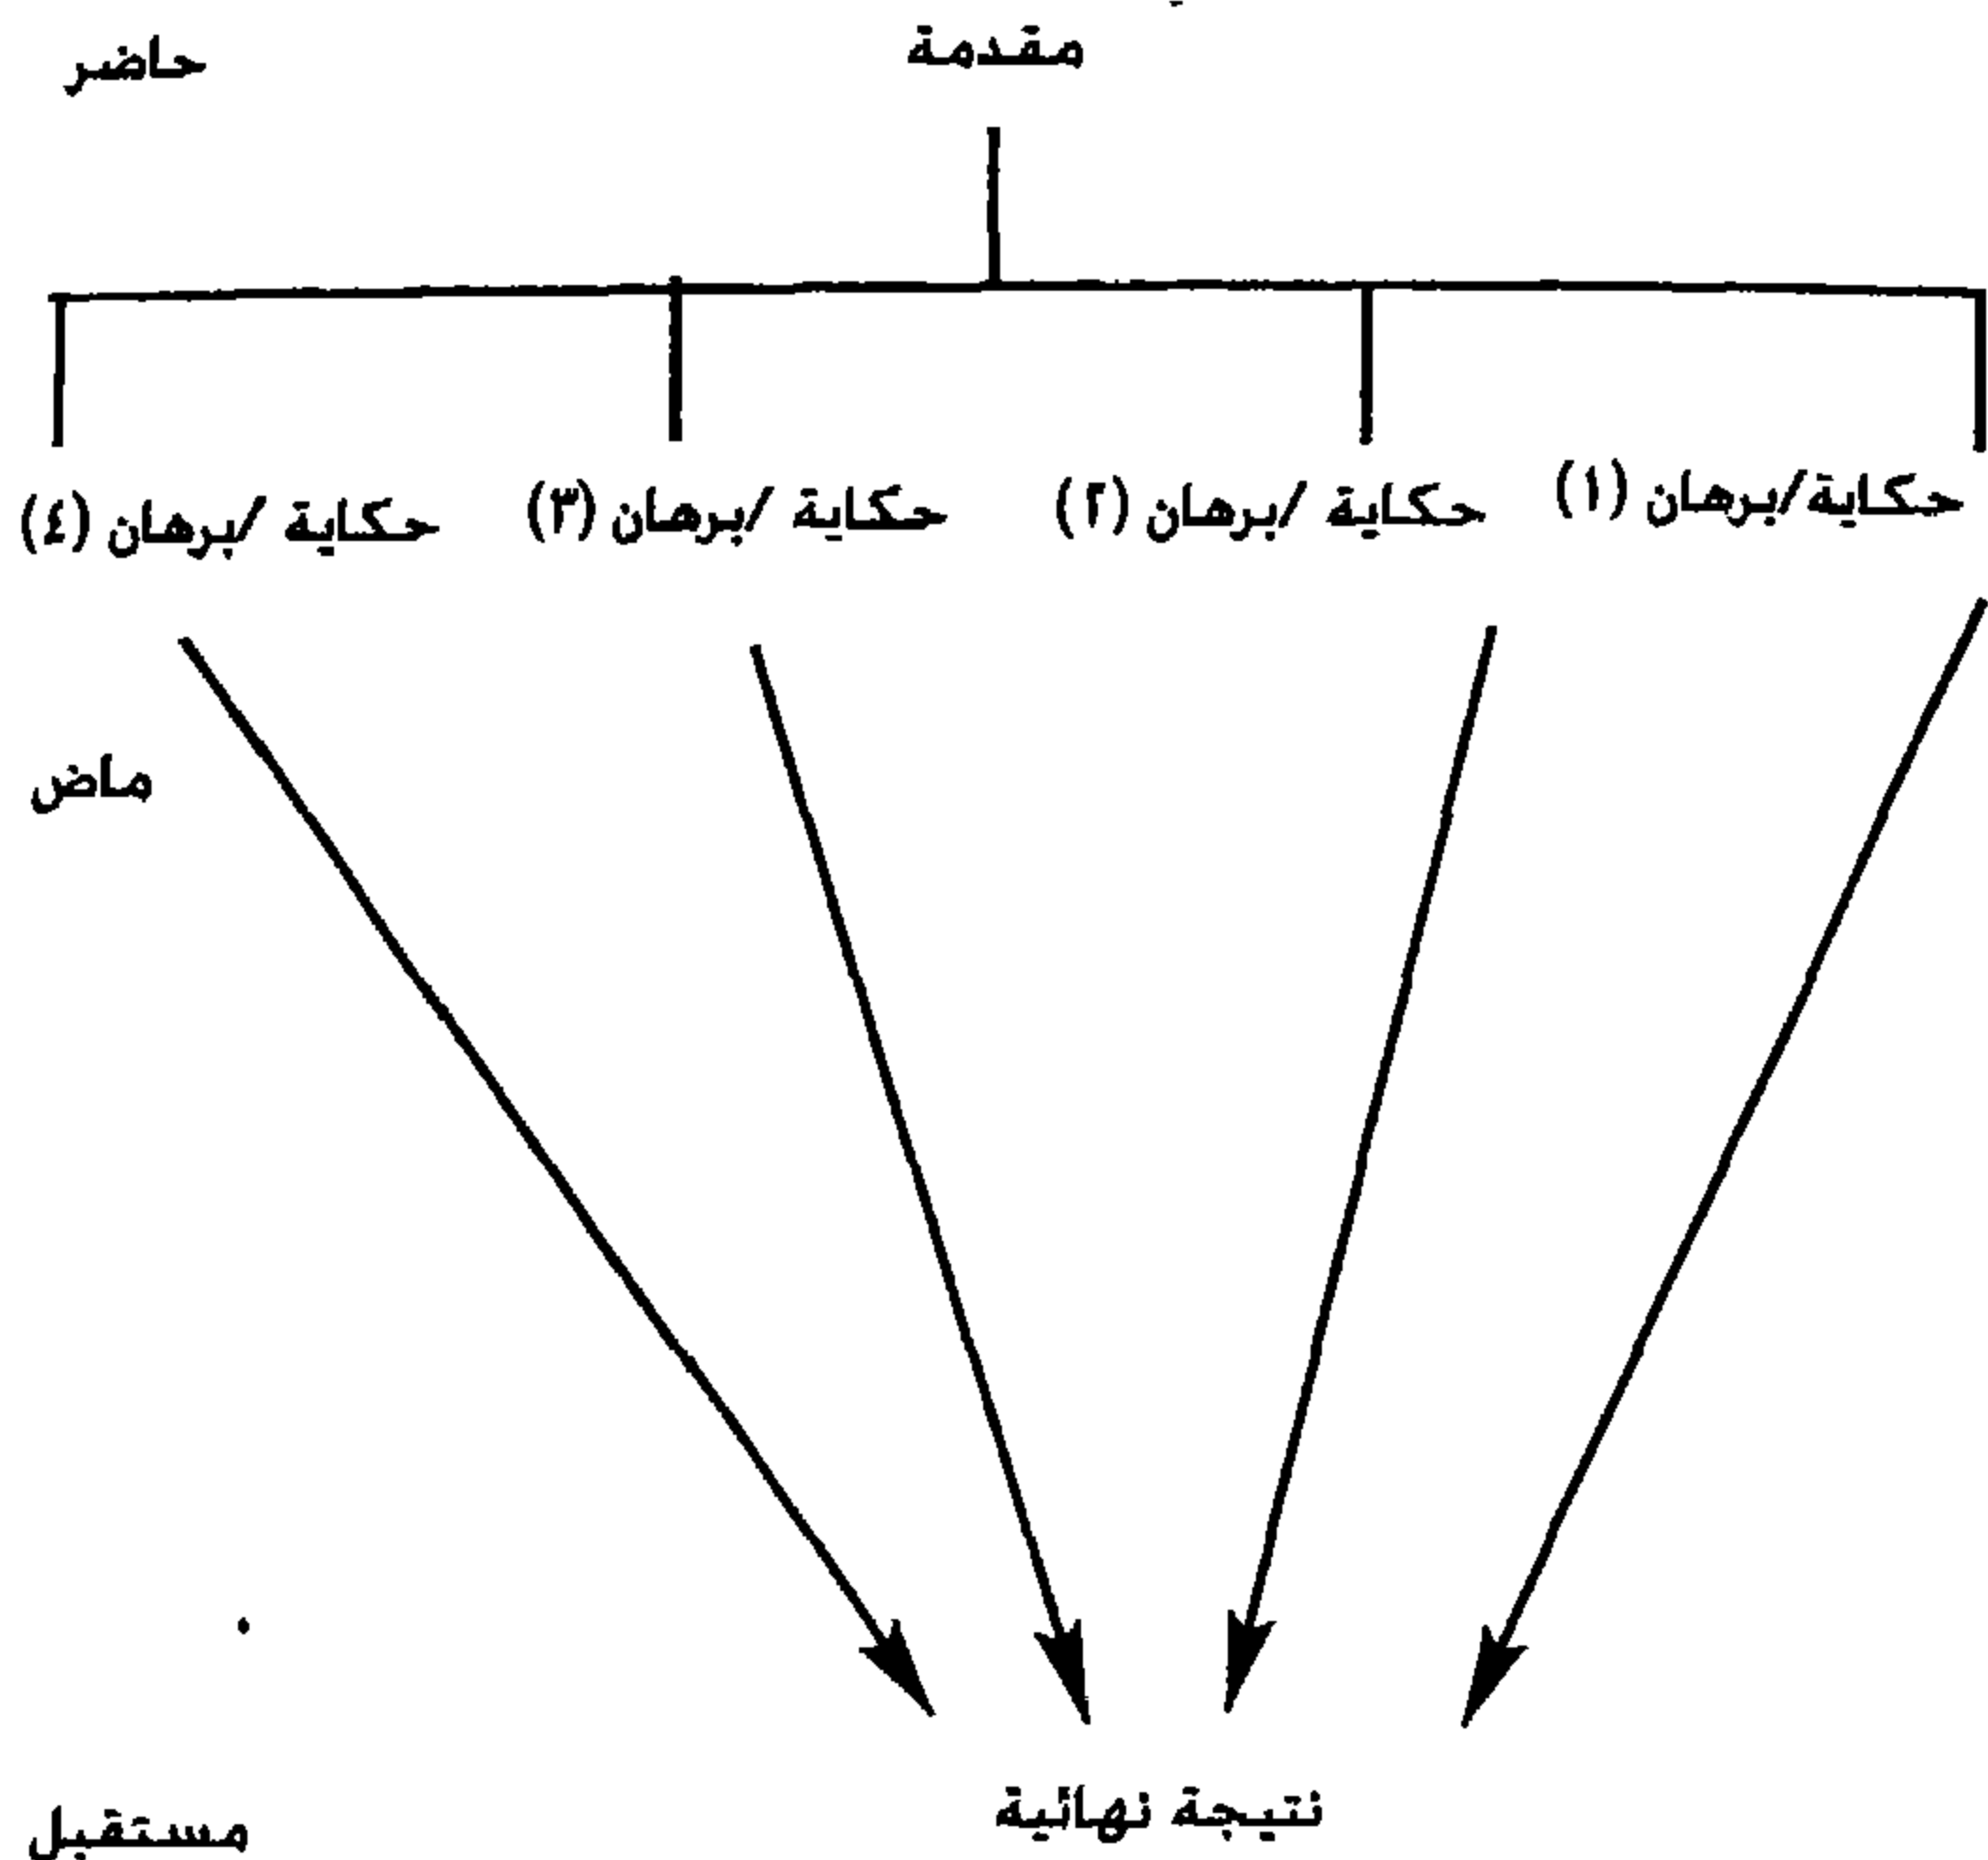 مقدمة
حاضر
حكاية/برهان (١) حكاية /برهان (٢) حكاية /برهان (٣) حكاية /برهان (٤)
ماض
نتيجة نهائية
مستقبل